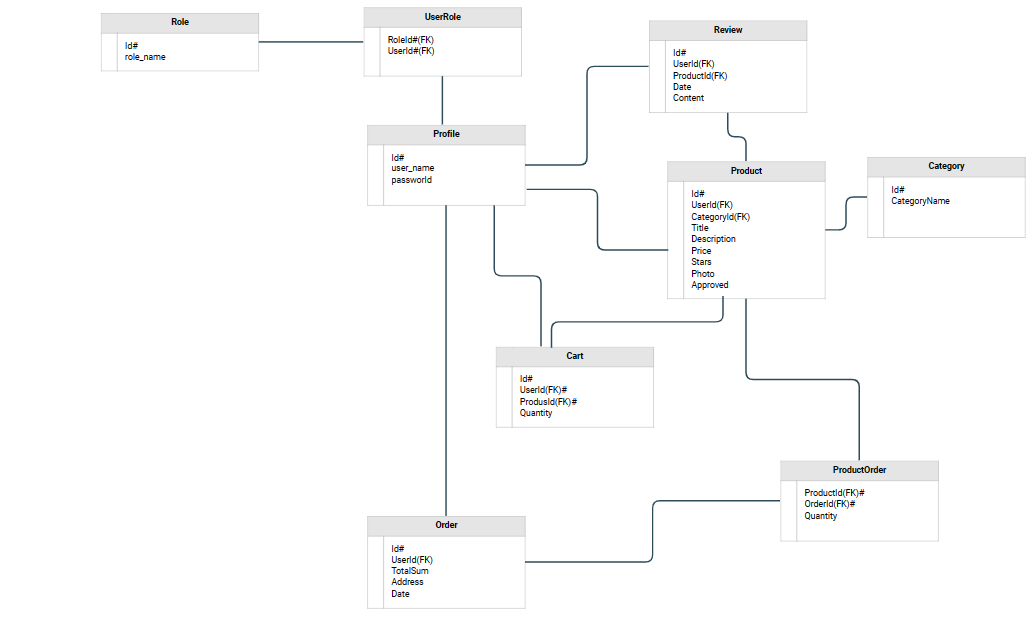 Role
Id#
role_name
UserRole
RoleId#(FK)
UserId#(FK)
Review
Id#
UserId(FK)
ProductId(FK)
Date
Content
Profile
Id#
user_name
passworld
Product
Id#
UserId(FK)
CategoryId(FK)
Title
Description
Price
Stars
Photo
Approved
Category
Id#
CategoryName
Cart
Id#
UserId(FK)#
ProdusId(FK)#
Quantity
ProductOrder
ProductId(FK)#
OrderId(FK)#
Quantity
Order
Id#
UserId(FK)
TotalSum
Address
Date